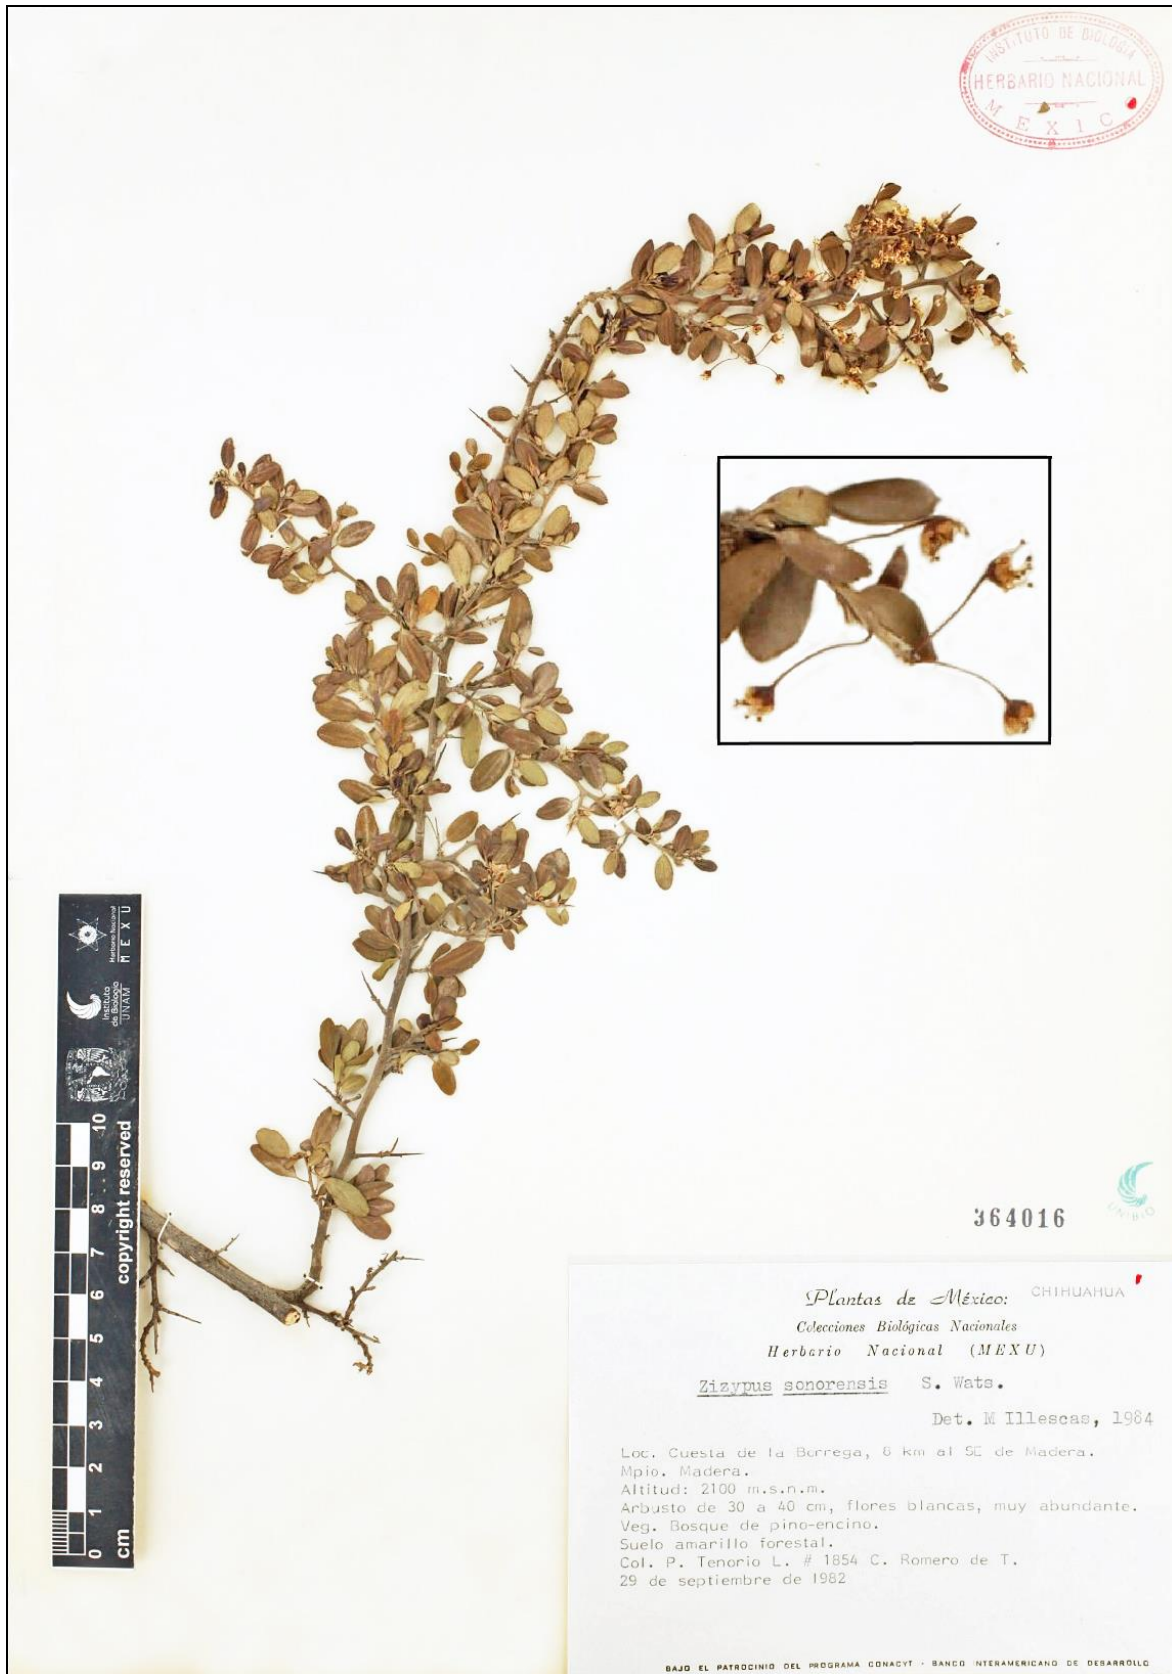 INSTITUTO DE BIOLOGIA
HERBARIO NACIONAL
MEXICO
Herbario Nacional
M E X U
Instituto
de Biología
UNAM
copyright reserved
10
9
8
7
6
5
4
3
2
1
0
cm
364016
UNIBIO
Plantas de México:
CHIHUAHUA
Colecciones Biológicas Nacionales
Herbario Nacional (MEXU)
Zizypus sonorensis S. Wats.
Det. M Illescas, 1984
Loc. Cuesta de la Borrega, 8 km al SE de Madera.
Mpio. Madera.
Altitud: 2100 m.s.n.m.
Arbusto de 30 a 40 cm, flores blancas, muy abundante.
Veg. Bosque de pino-encino.
Suelo amarillo forestal.
Col. P. Tenorio L. # 1854 C. Romero de T.
29 de septiembre de 1982
BAJO EL PATROCINIO DEL PROGRAMA CONACYT - BANCO INTERAMERICANO DE DESARROLLO